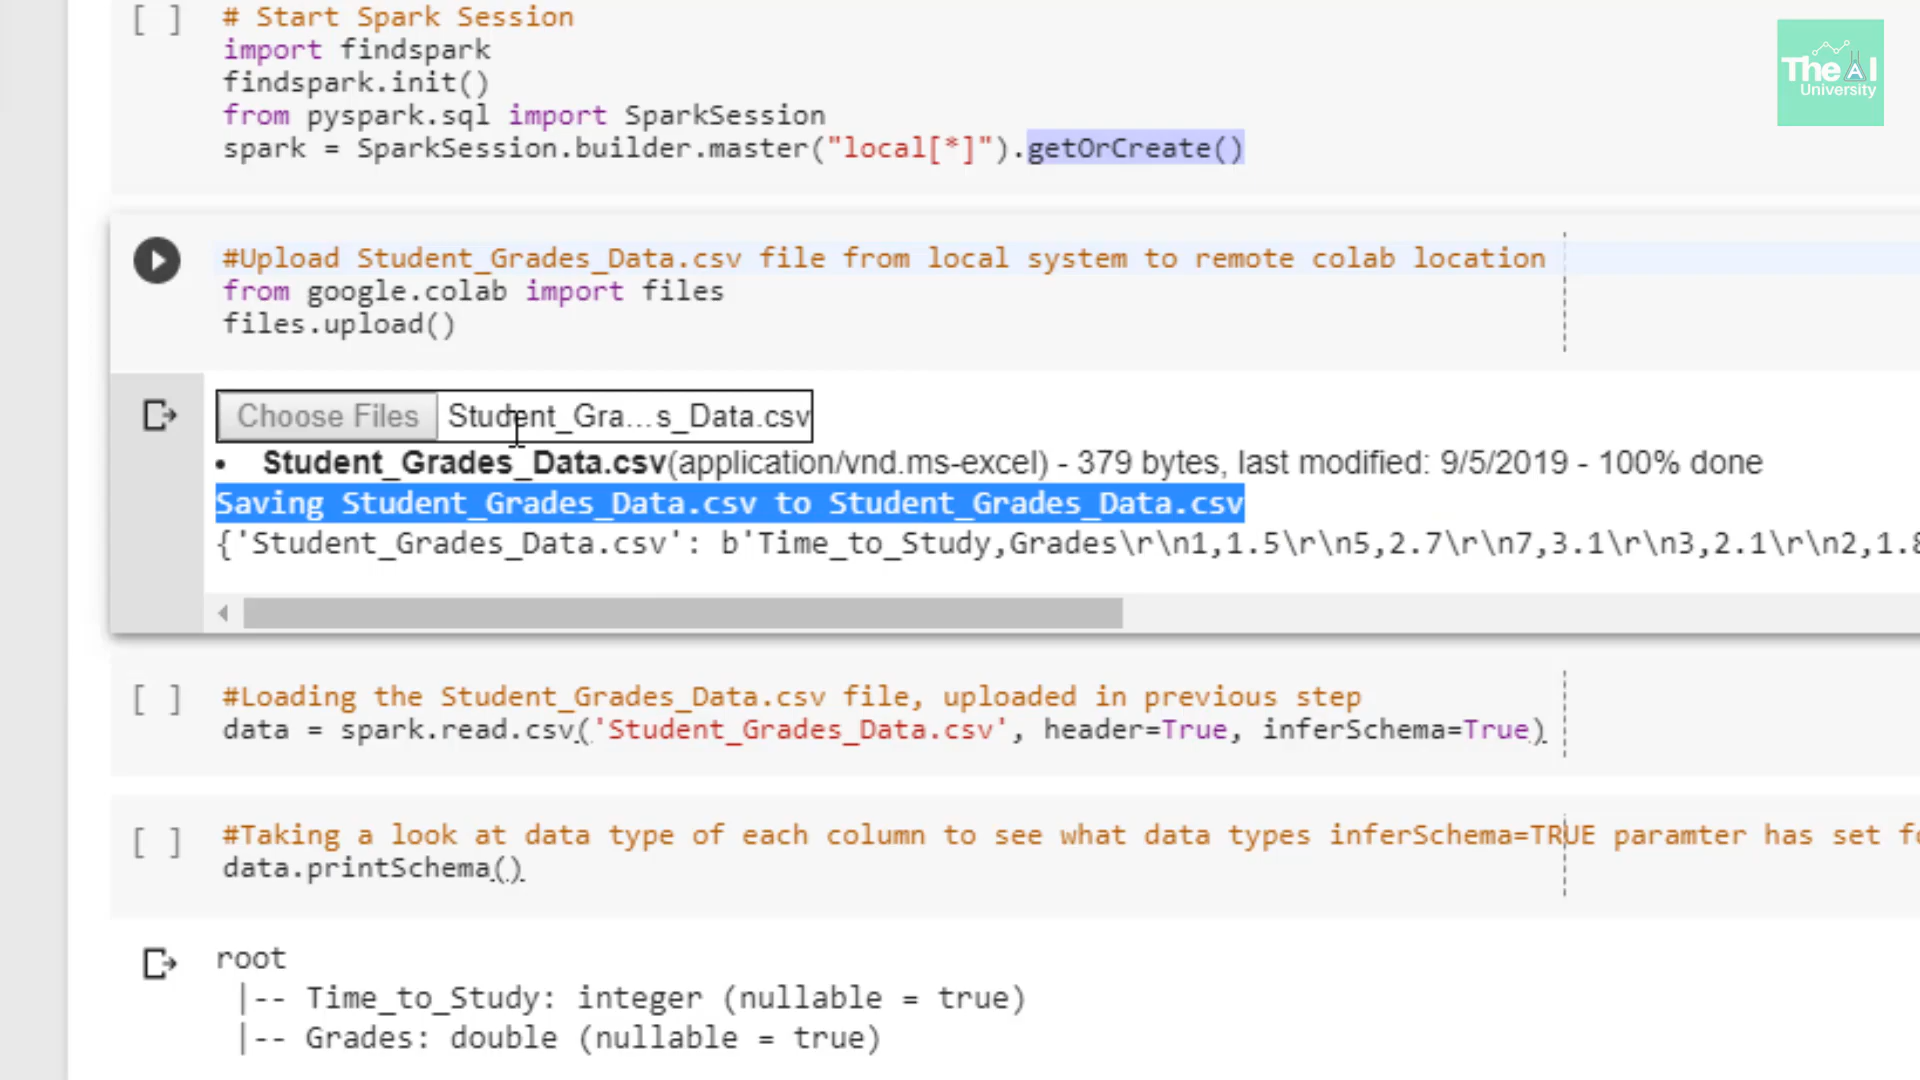 [ ] # Start Spark Session
import findspark
findspark.init()
from pyspark.sql import SparkSession
spark = SparkSession.builder.master("local[*]").getOrCreate()
The AI
University
#Upload Student_Grades_Data.csv file from local system to remote colab location
from google.colab import files
files.upload()
Choose Files Student_Gra...s_Data.csv
• Student_Grades_Data.csv(application/vnd.ms-excel) - 379 bytes, last modified: 9/5/2019 - 100% done
Saving Student_Grades_Data.csv to Student_Grades_Data.csv
{'Student_Grades_Data.csv': b'Time_to_Study,Grades\r\n1,1.5\r\n5,2.7\r\n7,3.1\r\n3,2.1\r\n2,1.8
[ ] #Loading the Student_Grades_Data.csv file, uploaded in previous step
data = spark.read.csv('Student_Grades_Data.csv', header=True, inferSchema=True)
[ ] #Taking a look at data type of each column to see what data types inferSchema=TRUE paramter has set fo
data.printSchema()
root
|-- Time_to_Study: integer (nullable = true)
|-- Grades: double (nullable = true)